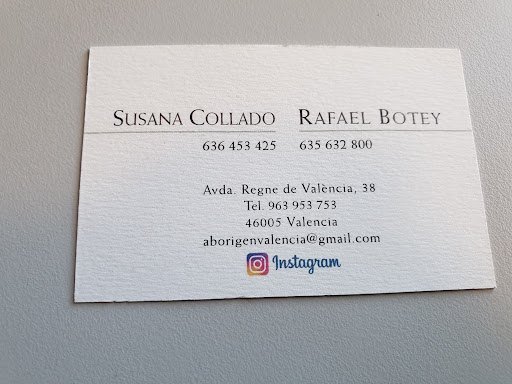 SUSANA COLLADO RAFAEL BOTEY
636 453 425 635 632 800
Avda. Regne de València, 38
Tel. 963 953 753
46005 Valencia
aborigenvalencia@gmail.com
Instagram